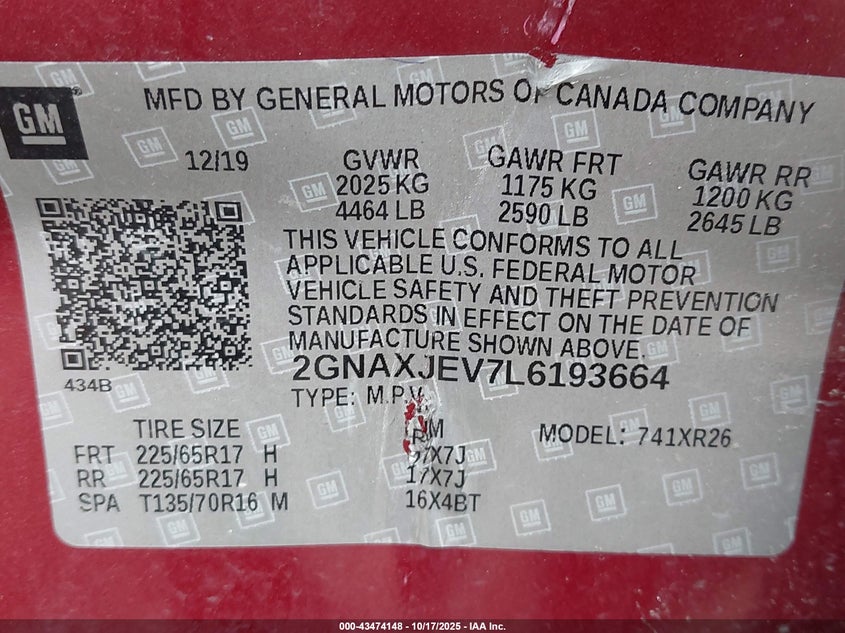 GM
MFD BY GENERAL MOTORS OF CANADA COMPANY
12/19
GVWR
2025 KG
4464 LB
GAWR FRT
1175 KG
2590 LB
GAWR RR
1200 KG
2645 LB
THIS VEHICLE CONFORMS TO ALL
APPLICABLE U.S. FEDERAL MOTOR
VEHICLE SAFETY AND THEFT PREVENTION
STANDARDS IN EFFECT ON THE DATE OF
MANUFACTURE SHOWN ABOVE.
434B
2GNAXJEV7L6193664
TYPE: M.P.V.
TIRE SIZE RIM MODEL: 741XR26
FRT 225/65R17 H 17X7J
RR 225/65R17 H 17X7J
SPA T135/70R16 M 16X4BT
000-43474148 - 10/17/2025 - IAA Inc.